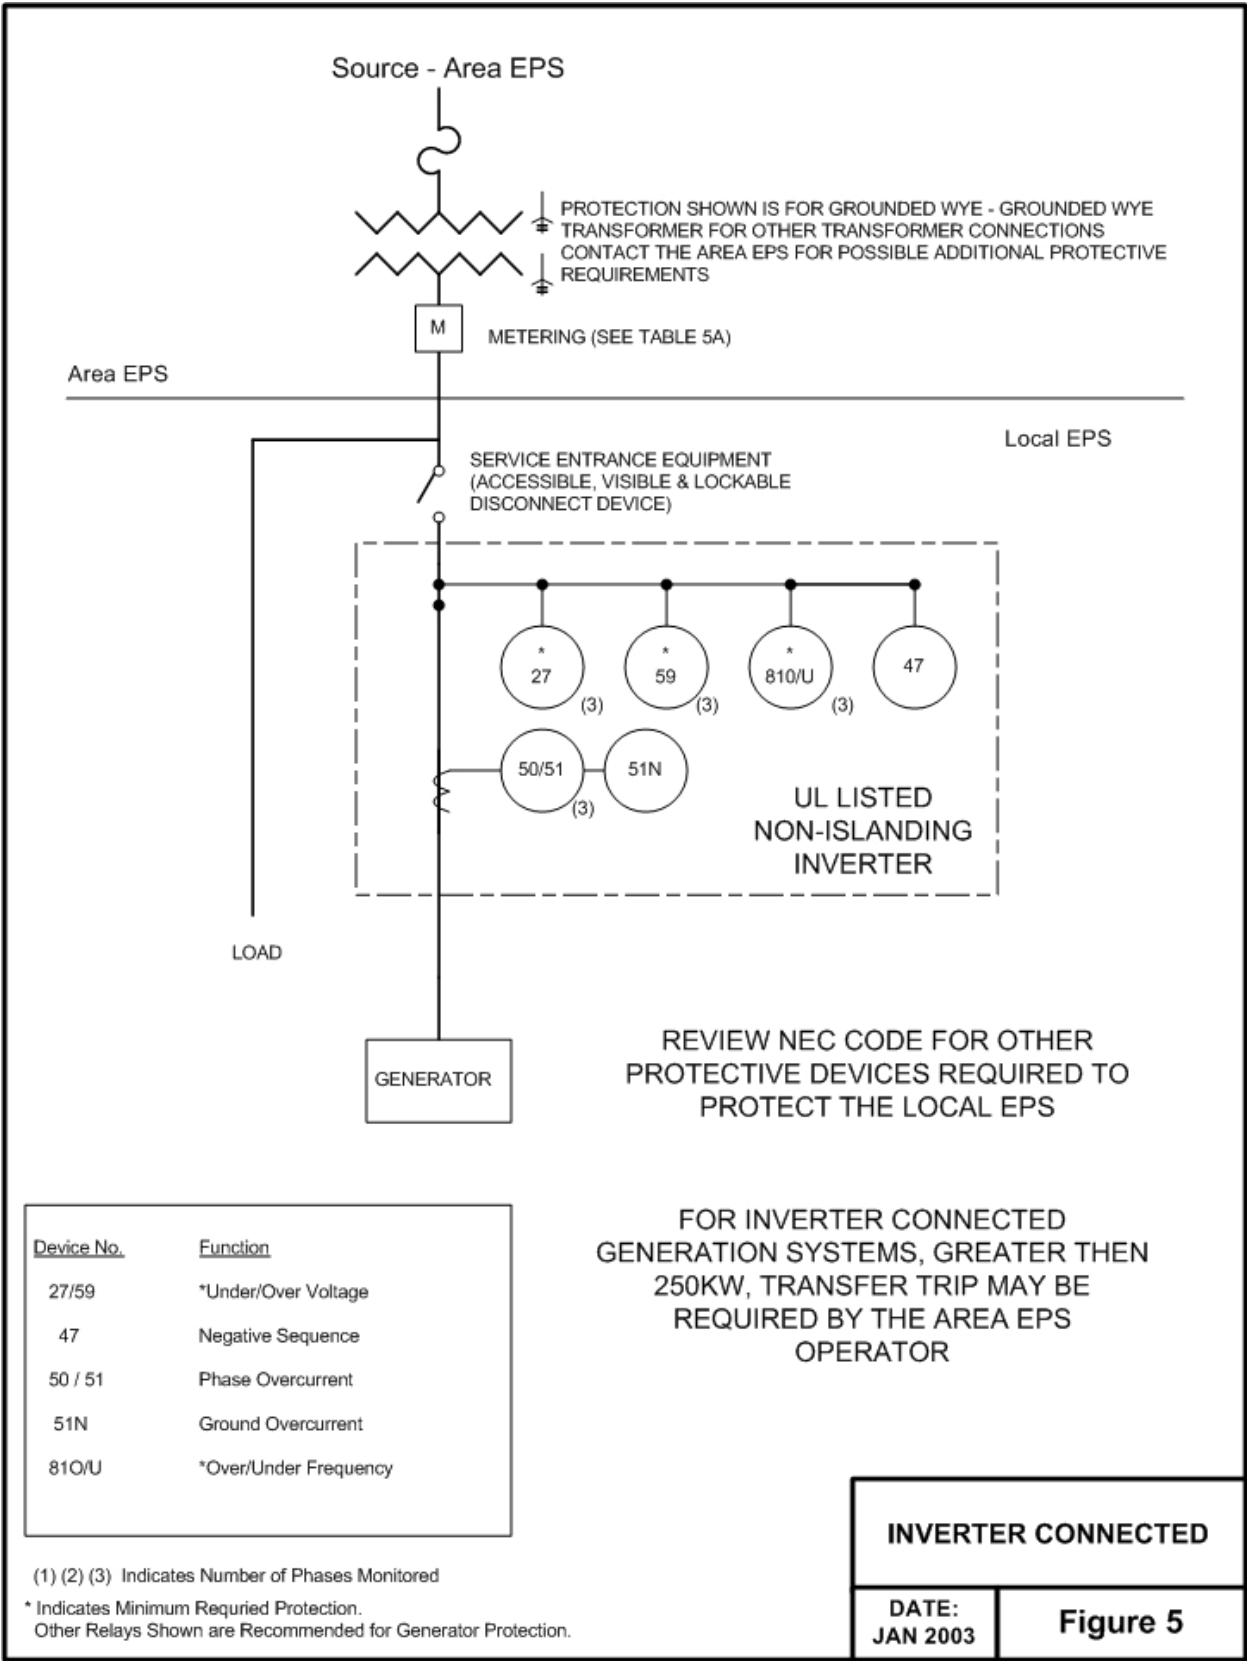 Source - Area EPS
PROTECTION SHOWN IS FOR GROUNDED WYE - GROUNDED WYE
TRANSFORMER FOR OTHER TRANSFORMER CONNECTIONS
CONTACT THE AREA EPS FOR POSSIBLE ADDITIONAL PROTECTIVE
REQUIREMENTS
M
METERING (SEE TABLE 5A)
Area EPS
Local EPS
SERVICE ENTRANCE EQUIPMENT
(ACCESSIBLE, VISIBLE & LOCKABLE
DISCONNECT DEVICE)
* * *
27 59 810/U 47
(3) (3) (3)
50/51 51N
(3)
UL LISTED
NON-ISLANDING
INVERTER
LOAD
GENERATOR
REVIEW NEC CODE FOR OTHER
PROTECTIVE DEVICES REQUIRED TO
PROTECT THE LOCAL EPS
FOR INVERTER CONNECTED
GENERATION SYSTEMS, GREATER THEN
250KW, TRANSFER TRIP MAY BE
REQUIRED BY THE AREA EPS
OPERATOR
Device No. Function
27/59 *Under/Over Voltage
47 Negative Sequence
50 / 51 Phase Overcurrent
51N Ground Overcurrent
81O/U *Over/Under Frequency
(1) (2) (3) Indicates Number of Phases Monitored
* Indicates Minimum Requried Protection.
Other Relays Shown are Recommended for Generator Protection.
INVERTER CONNECTED
DATE:
JAN 2003
Figure 5